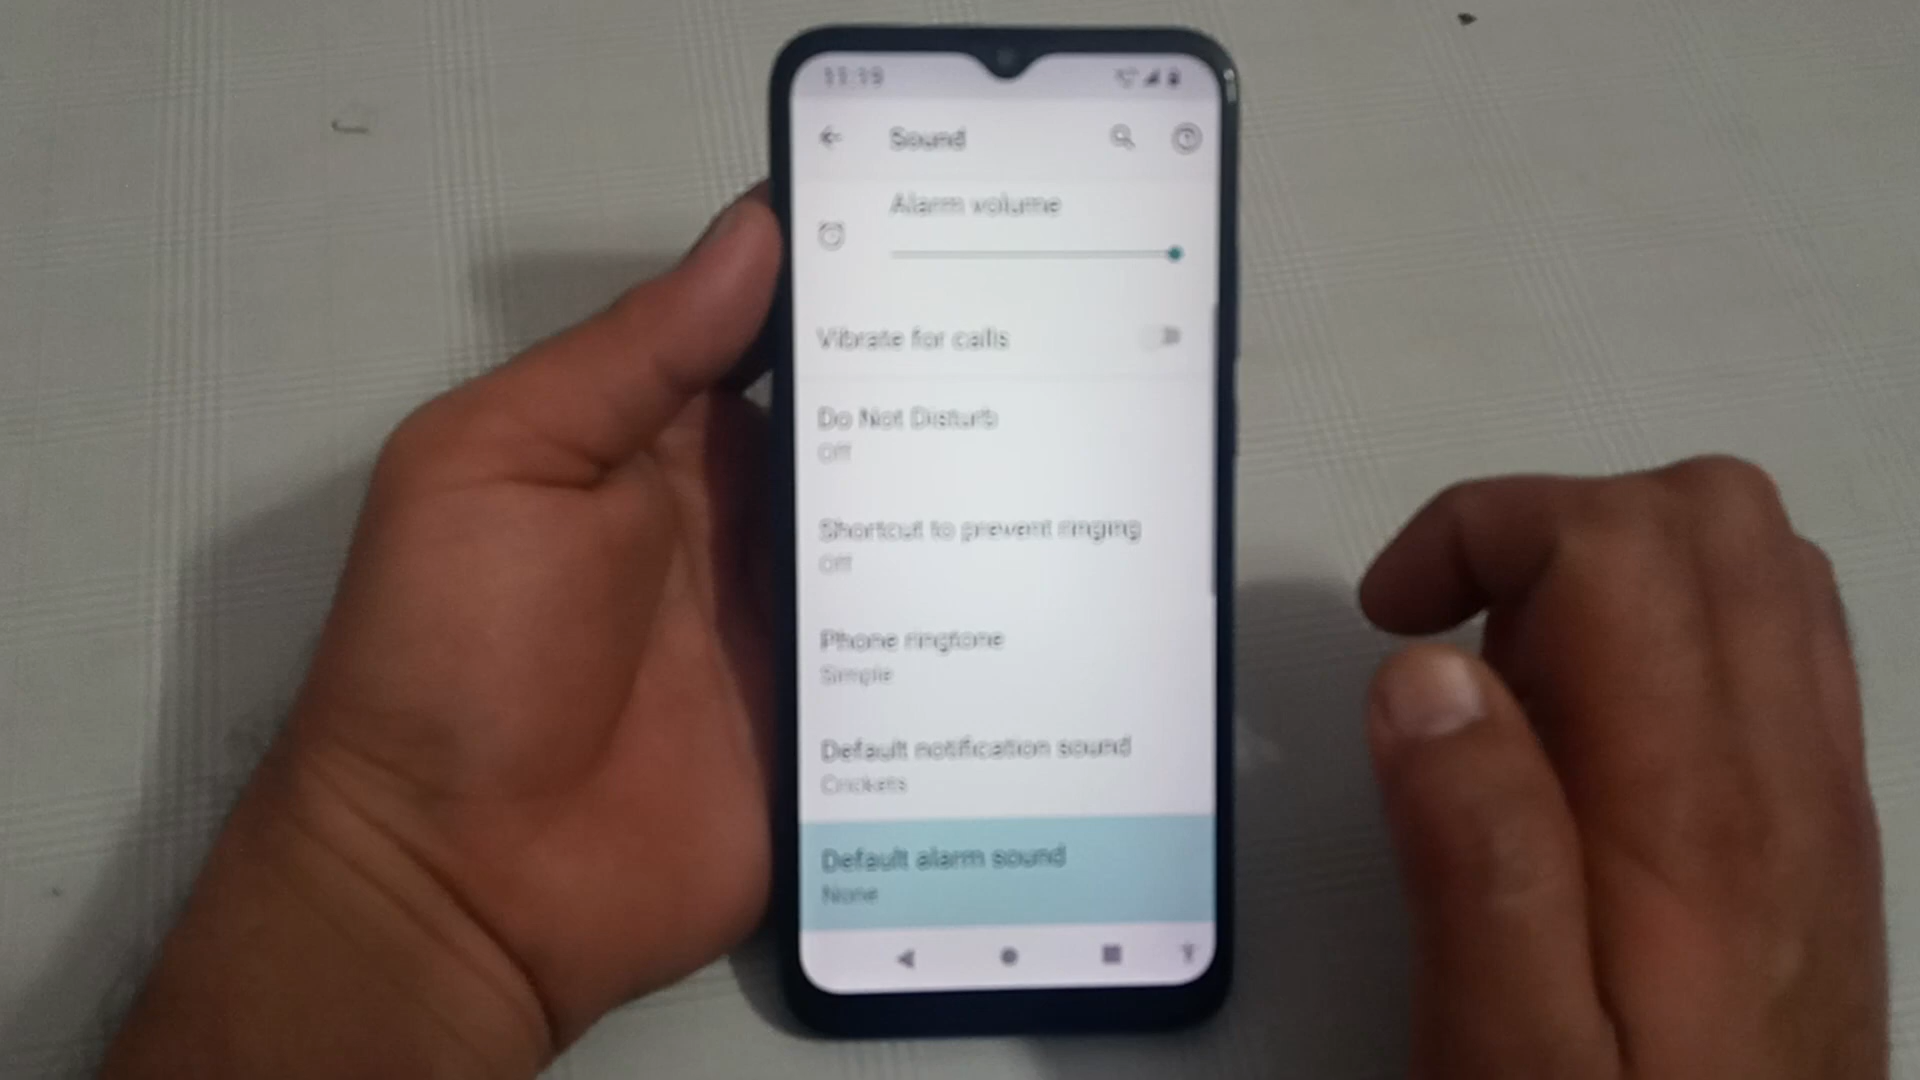 11:19
Sound
Alarm volume
Vibrate for calls
Do Not Disturb
Off
Shortcut to prevent ringing
Off
Phone ringtone
Simple
Default notification sound
Crickets
Default alarm sound
None